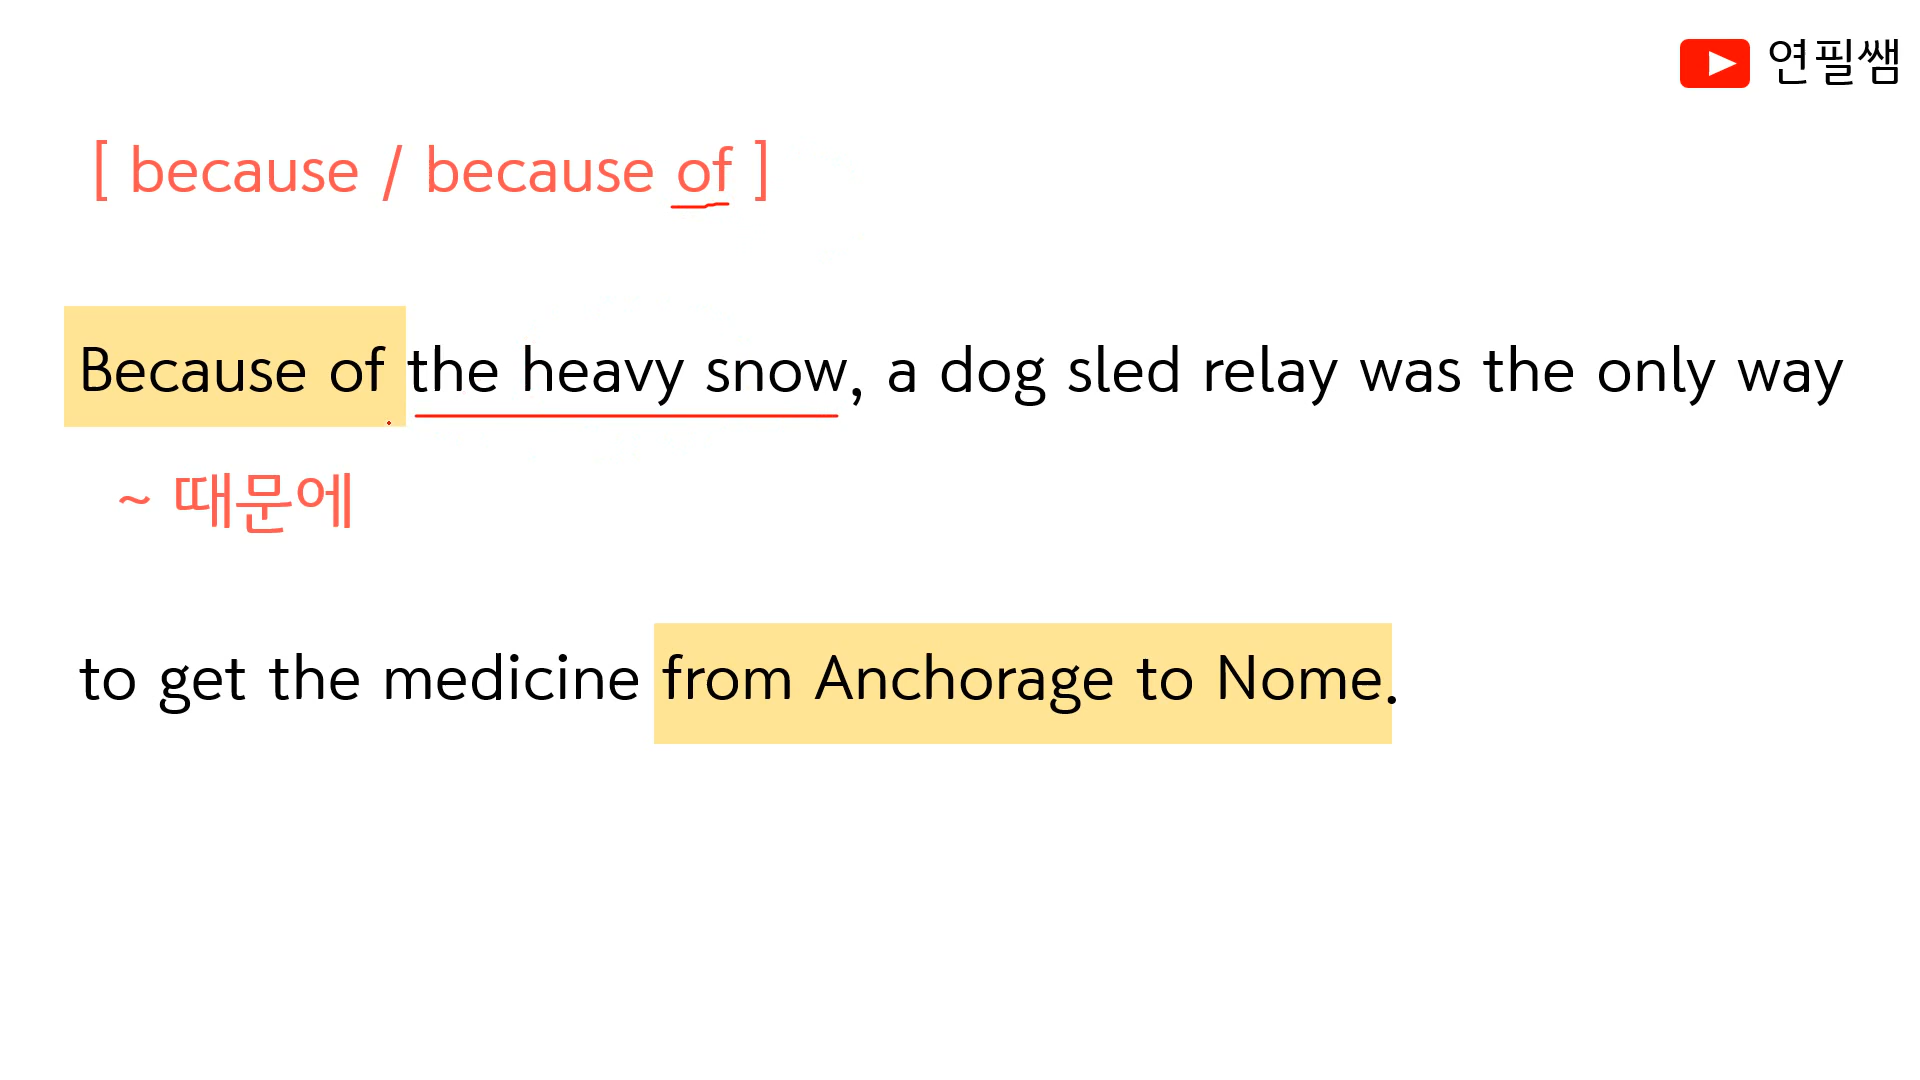 연필쌤
[ because / because of ]
Because of the heavy snow, a dog sled relay was the only way
~ 때문에
to get the medicine from Anchorage to Nome.